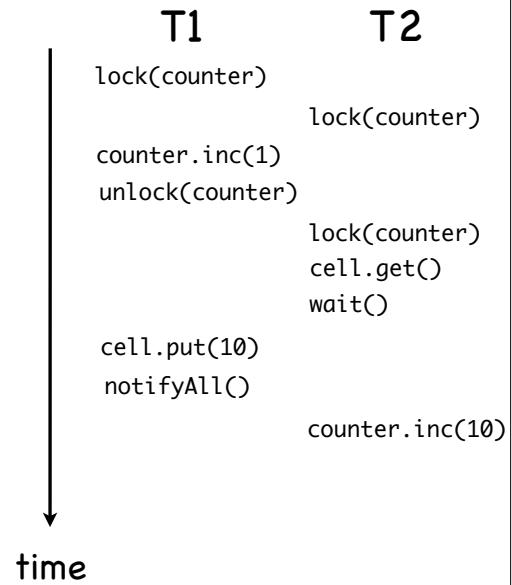 T1 T2
lock(counter)
lock(counter)
counter.inc(1)
unlock(counter)
lock(counter)
cell.get()
wait()
cell.put(10)
notifyAll()
counter.inc(10)
time